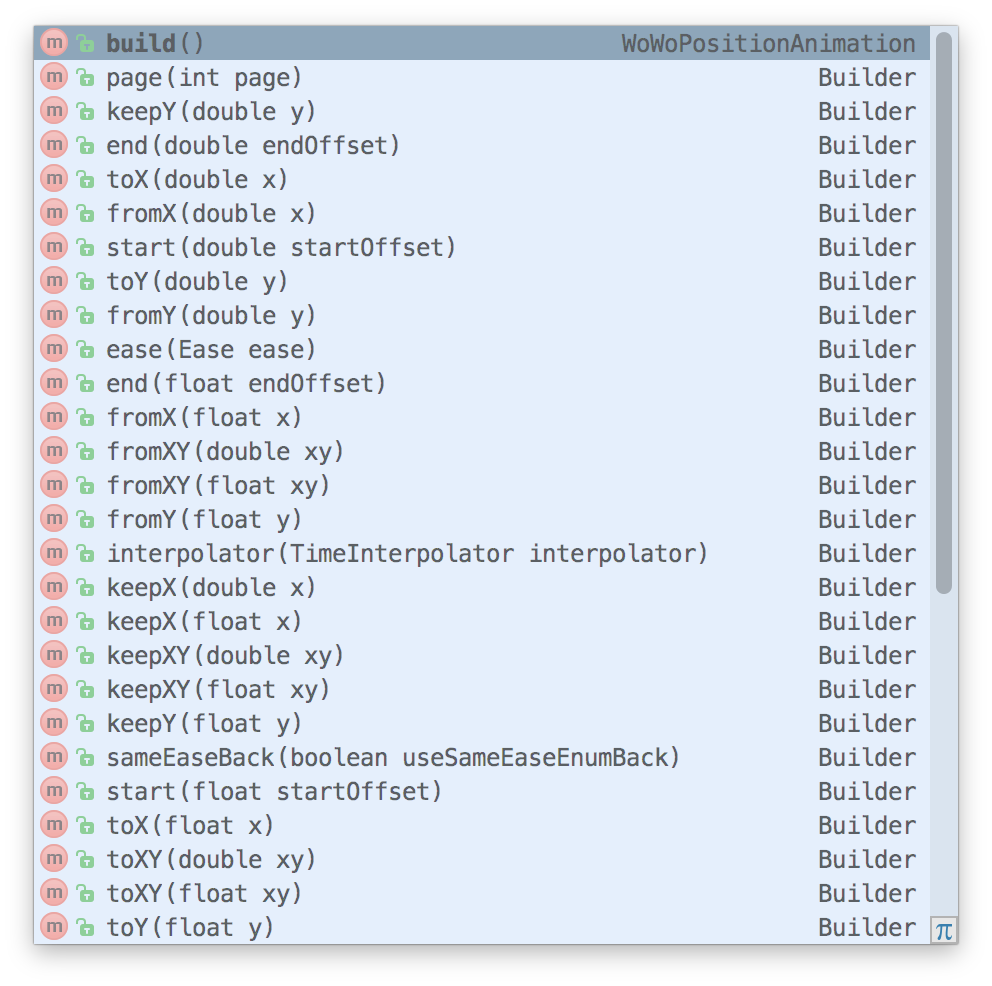 m build() WoWoPositionAnimation
m page(int page) Builder
m keepY(double y) Builder
m end(double endOffset) Builder
m toX(double x) Builder
m fromX(double x) Builder
m start(double startOffset) Builder
m toY(double y) Builder
m fromY(double y) Builder
m ease(Ease ease) Builder
m end(float endOffset) Builder
m fromX(float x) Builder
m fromXY(double xy) Builder
m fromXY(float xy) Builder
m fromY(float y) Builder
m interpolator(TimeInterpolator interpolator) Builder
m keepX(double x) Builder
m keepX(float x) Builder
m keepXY(double xy) Builder
m keepXY(float xy) Builder
m keepY(float y) Builder
m sameEaseBack(boolean useSameEaseEnumBack) Builder
m start(float startOffset) Builder
m toX(float x) Builder
m toXY(double xy) Builder
m toXY(float xy) Builder
m toY(float y) Builder
π